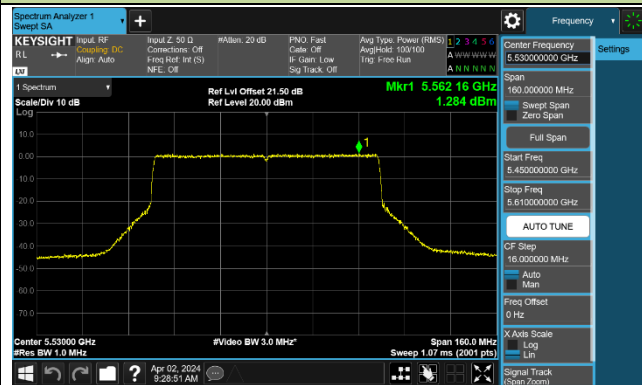 Spectrum Analyzer 1
Swept SA
Frequency
KEYSIGHT
RL
LXI
Input: RF
Coupling: DC
Align: Auto
Input Z: 50 Ω
Corrections: Off
Freq Ref: Int (S)
NFE: Off
#Atten: 20 dB
PNO: Fast
Gate: Off
IF Gain: Low
Sig Track: Off
Avg Type: Power (RMS)
Avg|Hold: 100/100
Trig: Free Run
1 2 3 4 5 6
A W W W W W
A N N N N N
1 Spectrum
Scale/Div 10 dB
Log
Ref Lvl Offset 21.50 dB
Ref Level 20.00 dBm
Mkr1 5.562 16 GHz
1.284 dBm
1
10.0
0.00
10.0
20.0
30.0
40.0
-50.0
60.0
70.0
Center 5.53000 GHz
#Res BW 1.0 MHz
#Video BW 3.0 MHz*
Span 160.0 MHz
Sweep 1.07 ms (2001 pts)
Apr 02, 2024
9:28:51 AM
?
Center Frequency
5.530000000 GHz
Settings
Span
160.000000 MHz
Swept Span
Zero Span
Full Span
Start Freq
5.450000000 GHz
Stop Freq
5.610000000 GHz
AUTO TUNE
CF Step
16.000000 MHz
Auto
Man
Freq Offset
0 Hz
X Axis Scale
Log
Lin
Signal Track
(Span Zoom)